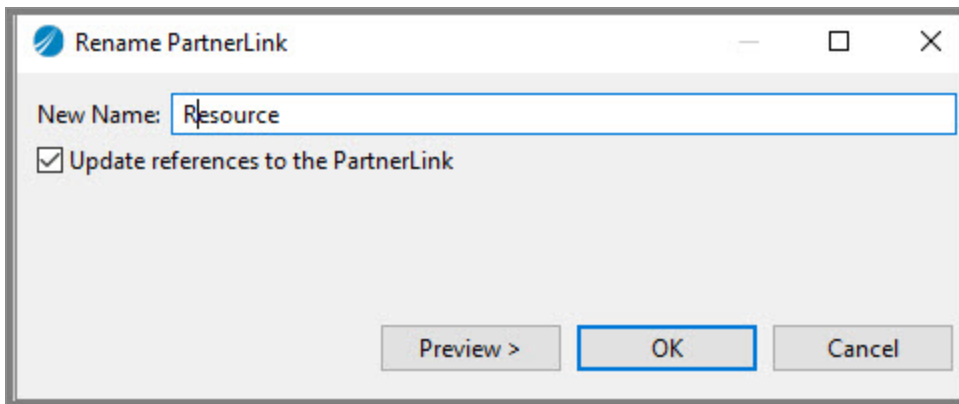 Rename PartnerLink
New Name: Resource
Update references to the PartnerLink
Preview > OK Cancel